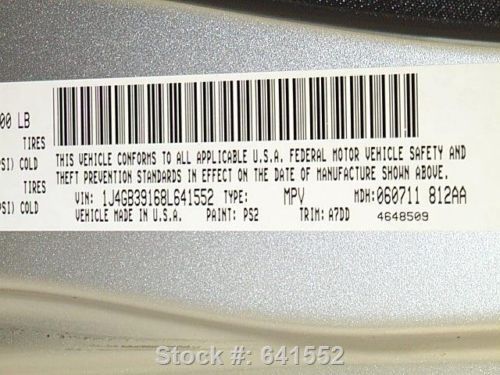 00 LB
TIRES
PSI) COLD
TIRES
PSI) COLD
THIS VEHICLE CONFORMS TO ALL APPLICABLE U.S.A. FEDERAL MOTOR VEHICLE SAFETY AND
THEFT PREVENTION STANDARDS IN EFFECT ON THE DATE OF MANUFACTURE SHOWN ABOVE.
VIN: 1J4GB39168L641552 TYPE: MPV MDH: 060711 812AA
VEHICLE MADE IN U.S.A. PAINT: PS2 TRIM: A7DD 4648509
Stock #: 641552